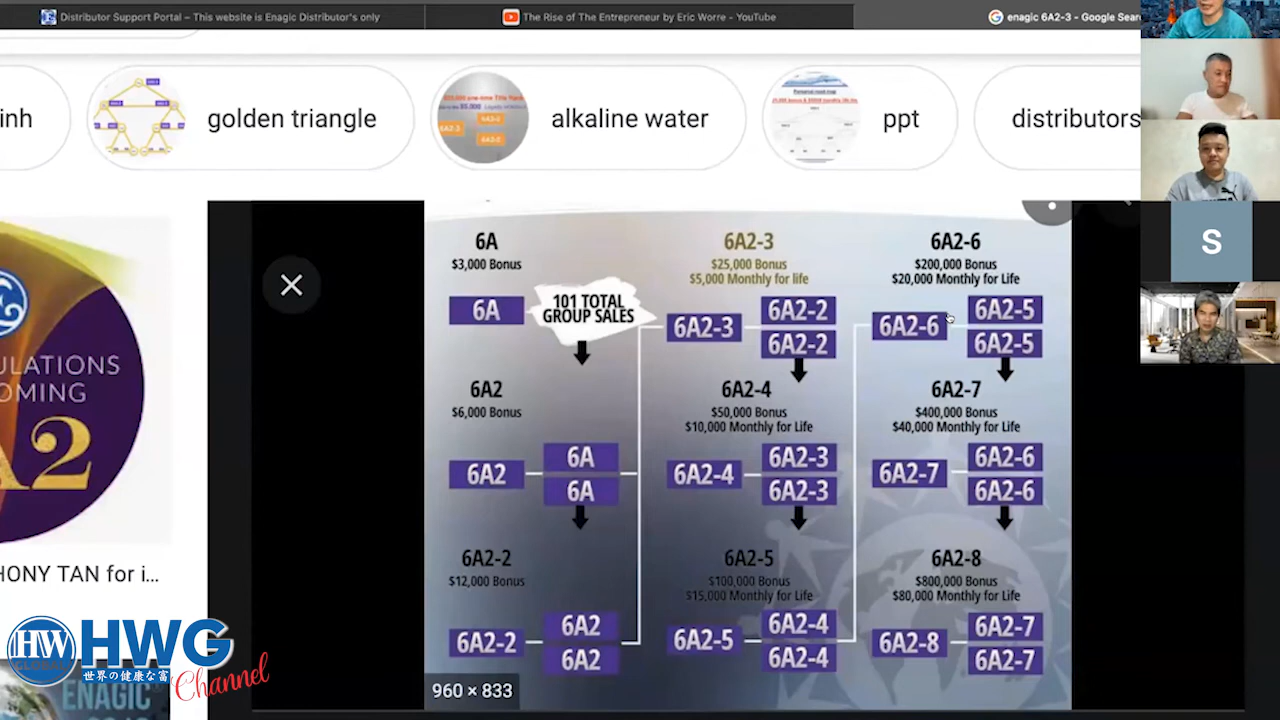 Distributor Support Portal – This website is Enagic Distributor's only
The Rise of The Entrepreneur by Eric Worre - YouTube
enagic 6A2-3 - Google Sear
inh
golden triangle
alkaline water
ppt
distributors
6A
$3,000 Bonus
6A
101 TOTAL
GROUP SALES
6A2
$6,000 Bonus
6A2
6A
6A
6A2-2
$12,000 Bonus
6A2-2
6A2
6A2
6A2-3
$25,000 Bonus
$5,000 Monthly for life
6A2-3
6A2-2
6A2-2
6A2-4
$50,000 Bonus
$10,000 Monthly for Life
6A2-4
6A2-3
6A2-3
6A2-5
$100,000 Bonus
$15,000 Monthly for Life
6A2-5
6A2-4
6A2-4
6A2-6
$200,000 Bonus
$20,000 Monthly for Life
6A2-6
6A2-5
6A2-5
6A2-7
$400,000 Bonus
$40,000 Monthly for Life
6A2-7
6A2-6
6A2-6
6A2-8
$800,000 Bonus
$80,000 Monthly for Life
6A2-8
6A2-7
6A2-7
S
ULATIONS
OMING
A2
HONY TAN for i...
960 × 833
HW
GLOBAL
HWG
世界の健康な富
Channel
ENAGIC